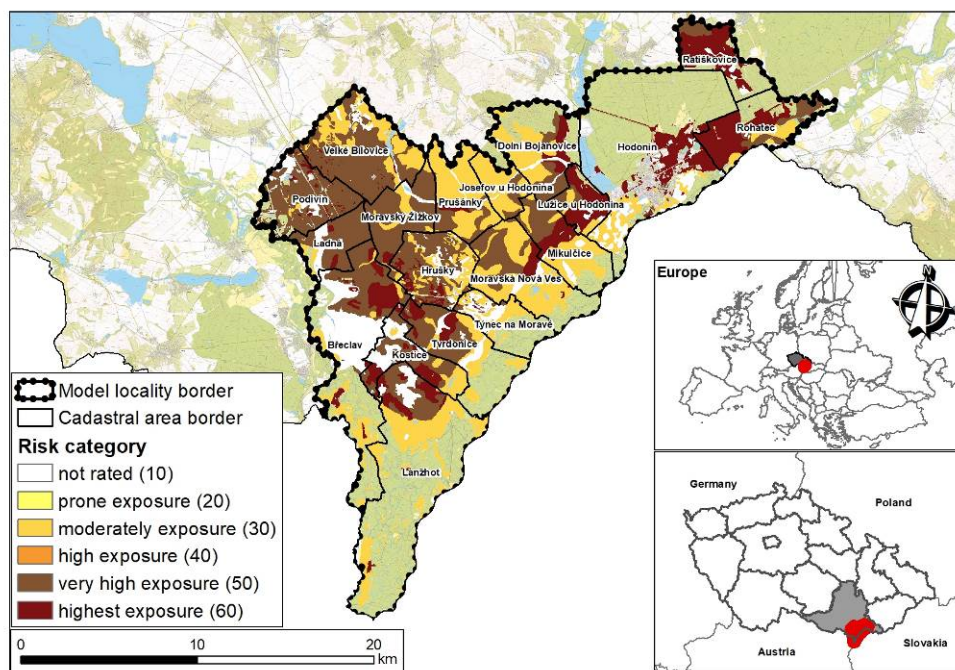 Ratíškovice
Rohatec
Hodonín
Dolní Bojanovice
Velké Bílovice
Josefov u Hodonína
Prušánky
Lužice u Hodonína
Podivín
Moravský Žižkov
Ladná
Mikulčice
Hrušky
Moravská Nová Ves
Týnec na Moravě
Břeclav
Tvrdonice
Kostice
Lanžhot
Model locality border
Cadastral area border
Risk category
not rated (10)
prone exposure (20)
moderately exposure (30)
high exposure (40)
very high exposure (50)
highest exposure (60)
0 10 20
km
Europe
N
Germany
Poland
Austria
Slovakia